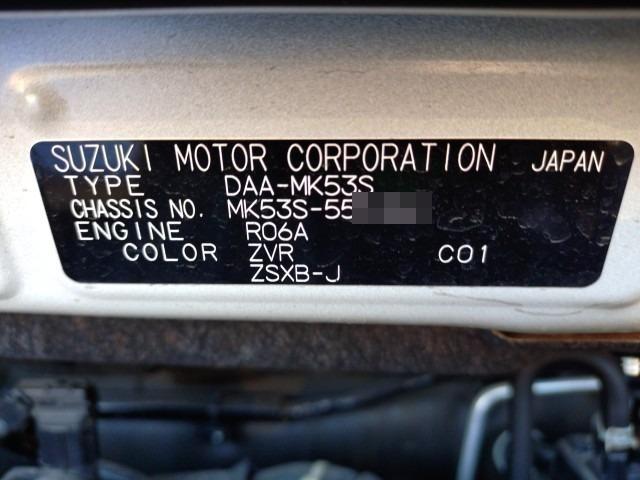 SUZUKI MOTOR CORPORATION JAPAN
TYPE DAA-MK53S
CHASSIS NO. MK53S-55
ENGINE R06A
COLOR ZVR C01
ZSXB-J